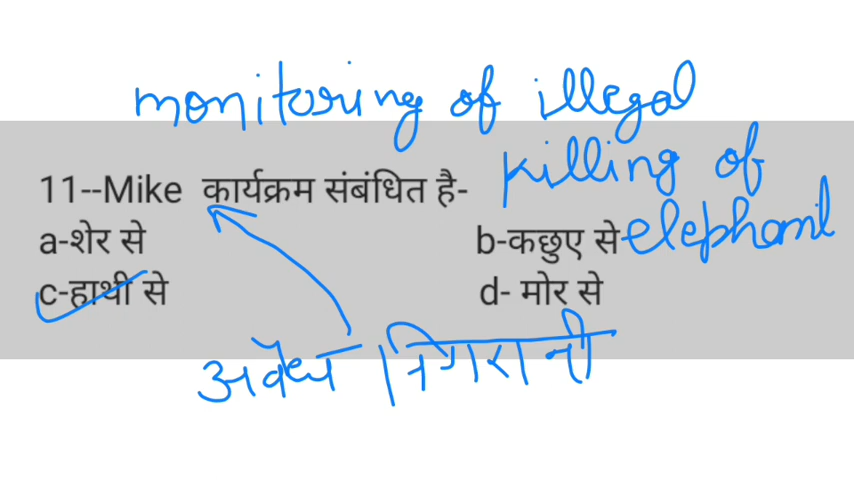 monitoring of illegal
killing of
elephant
11--Mike कार्यक्रम संबंधित है-
a-शेर से
b-कछुए से
c-हाथी से
d- मोर से
अवैध निगरानी